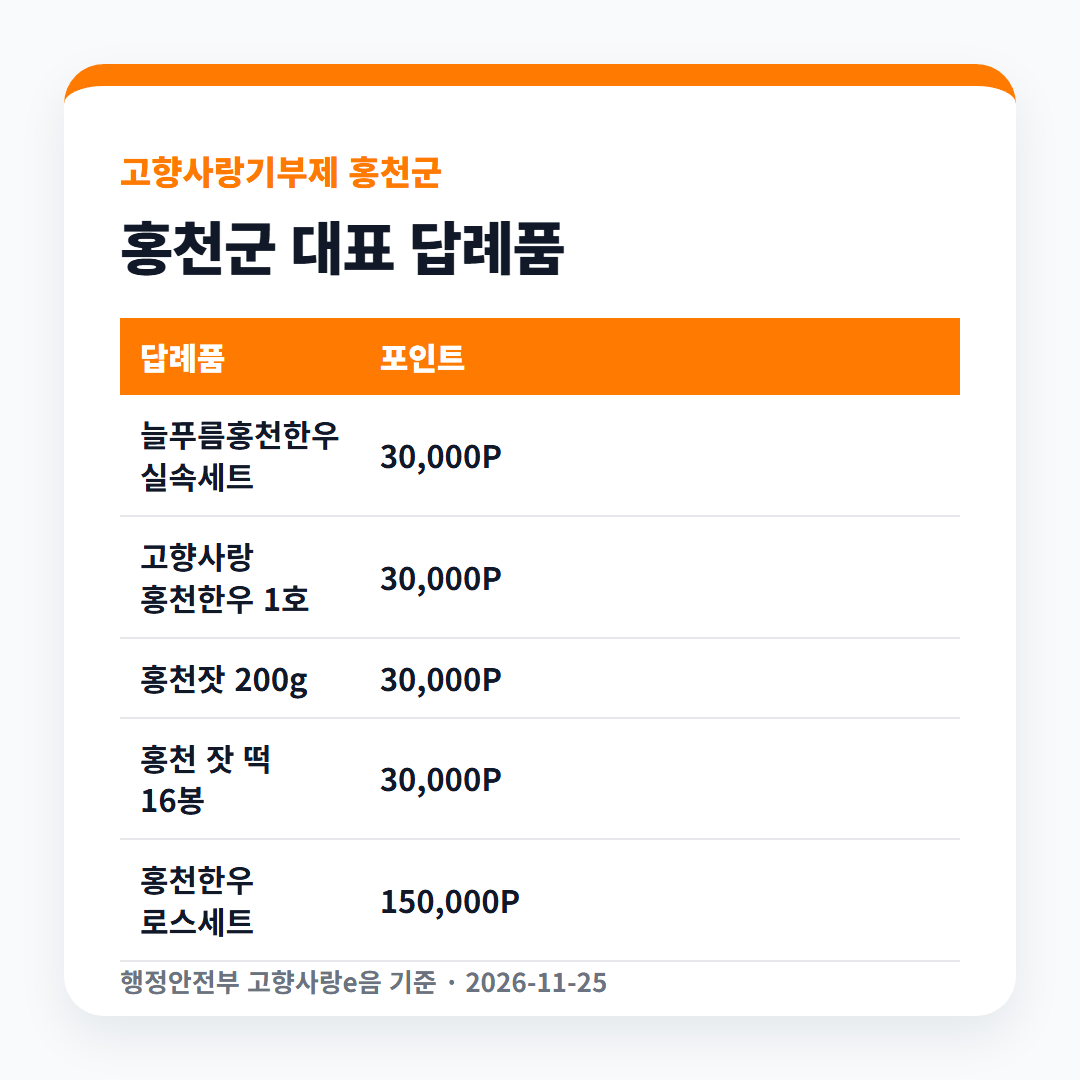 고향사랑기부제 홍천군
홍천군 대표 답례품
답례품 포인트
늘푸름홍천한우
실속세트
30,000P
고향사랑
홍천한우 1호
30,000P
홍천잣 200g 30,000P
홍천 잣 떡
16봉
30,000P
홍천한우
로스세트
150,000P
행정안전부 고향사랑e음 기준 · 2026-11-25